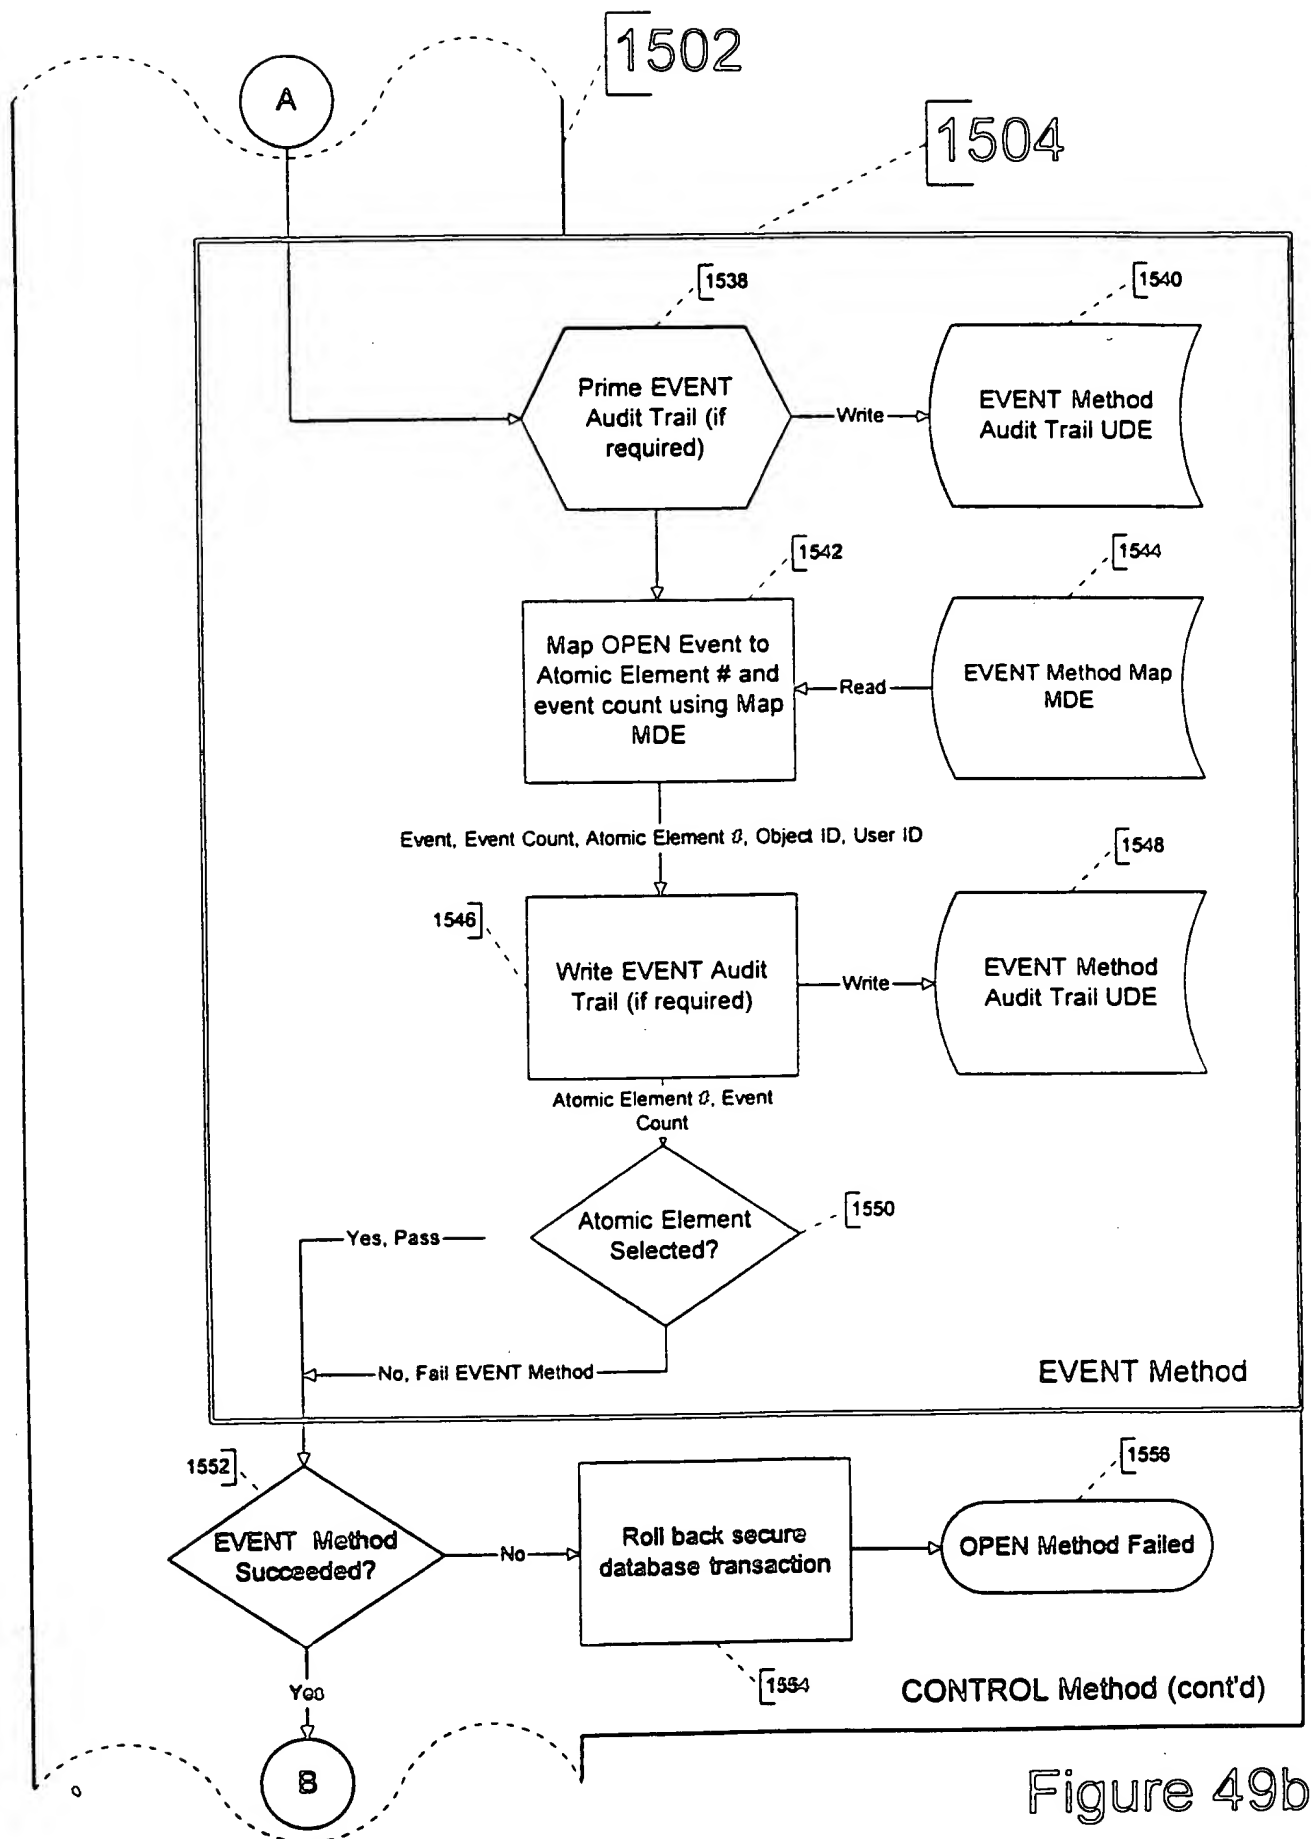 1502
A
1504
1538
1540
Prime EVENT
Audit Trail (if
required)
Write
EVENT Method
Audit Trail UDE
1542
1544
Map OPEN Event to
Atomic Element # and
event count using Map
MDE
Read
EVENT Method Map
MDE
Event, Event Count, Atomic Element #, Object ID, User ID
1548
1546
Write EVENT Audit
Trail (if required)
Write
EVENT Method
Audit Trail UDE
Atomic Element #, Event
Count
1550
Atomic Element
Selected?
Yes, Pass
No, Fail EVENT Method
EVENT Method
1552
1556
EVENT Method
Succeeded?
No
Roll back secure
database transaction
OPEN Method Failed
1554
Yes
CONTROL Method (cont'd)
B
Figure 49b